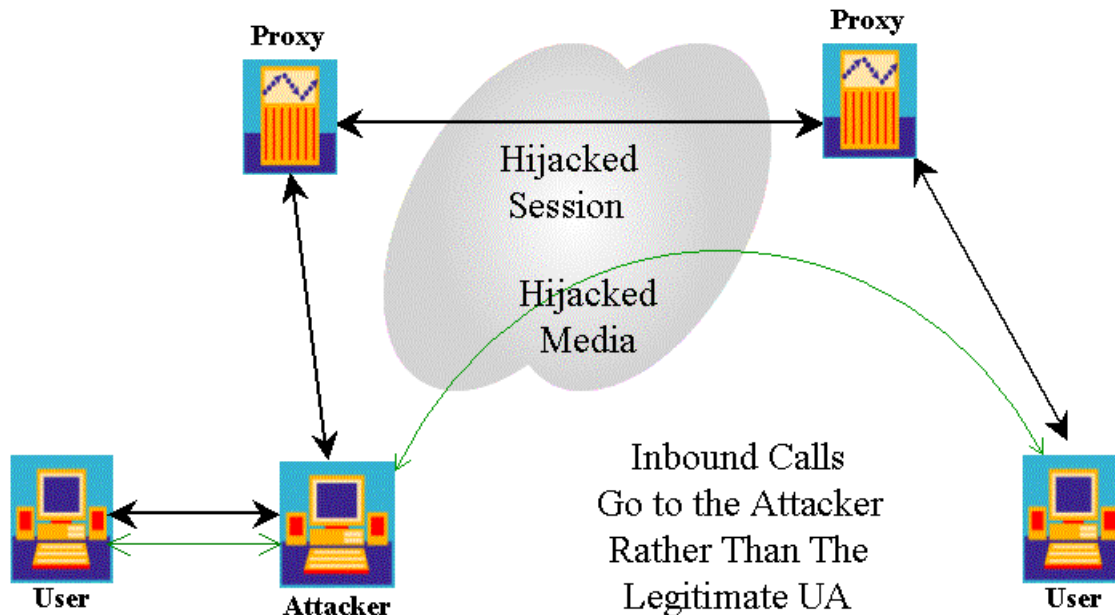 Proxy
Proxy
Hijacked
Session
Hijacked
Media
Inbound Calls
Go to the Attacker
Rather Than The
Legitimate UA
User
Attacker
User